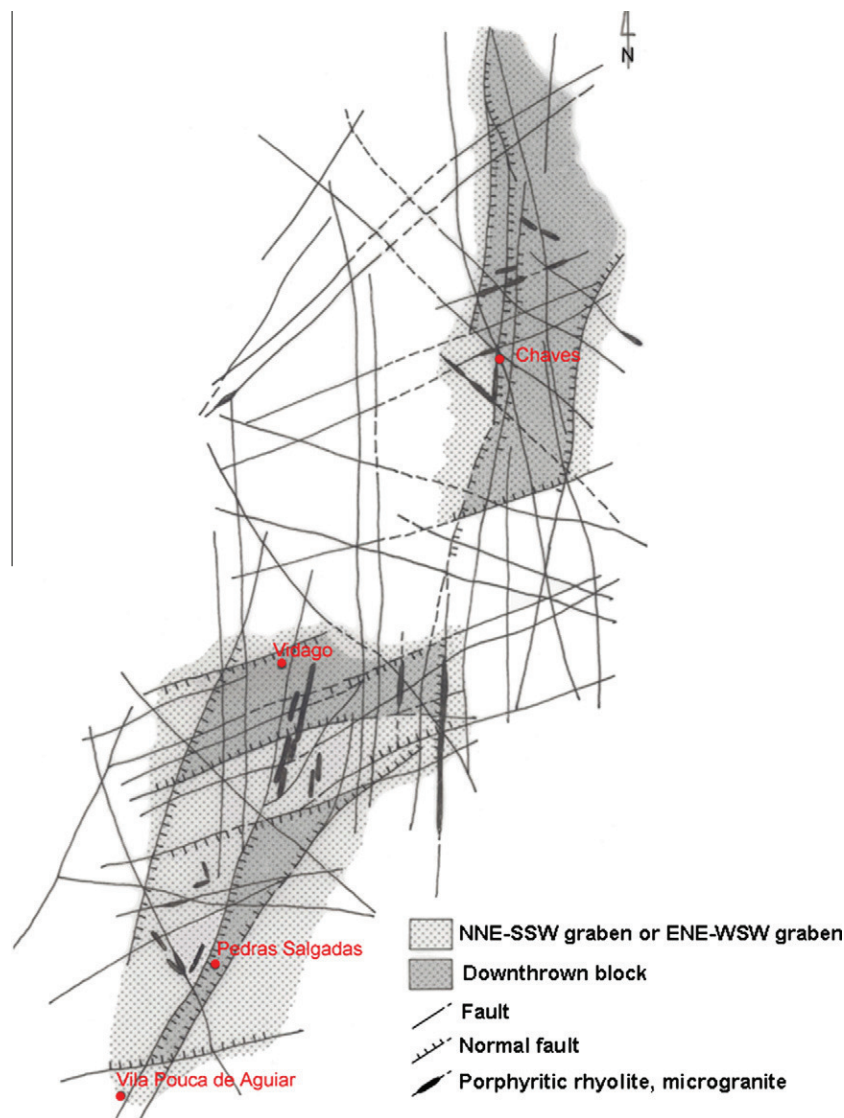 N
Chaves
Vidago
Pedras Salgadas
Vila Pouca de Aguiar
NNE-SSW graben or ENE-WSW graben
Downthrown block
Fault
Normal fault
Porphyritic rhyolite, microgranite